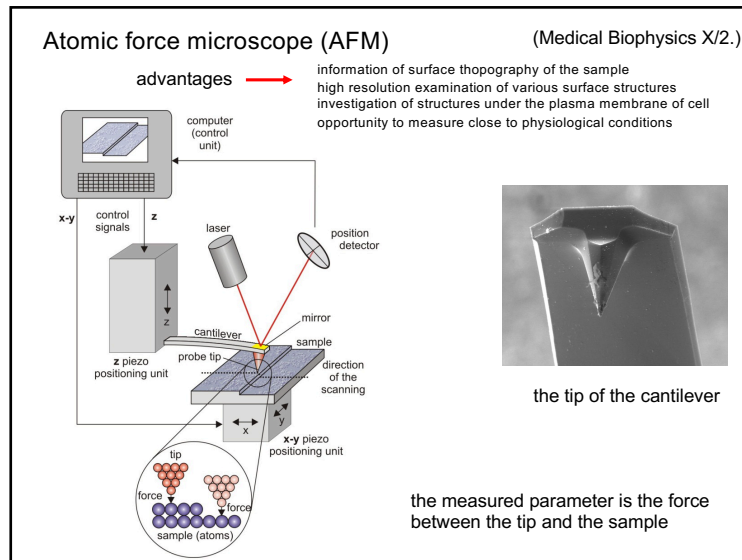 Atomic force microscope (AFM)
(Medical Biophysics X/2.)
advantages
information of surface thopography of the sample
high resolution examination of various surface structures
investigation of structures under the plasma membrane of cell
opportunity to measure close to physiological conditions
computer
(control
unit)
x-y
control
signals
z
laser
position
detector
z
cantilever
mirror
sample
z piezo
positioning unit
probe tip
direction
of the
scanning
x
y
x-y piezo
positioning unit
tip
force
force
sample (atoms)
the tip of the cantilever
the measured parameter is the force
between the tip and the sample